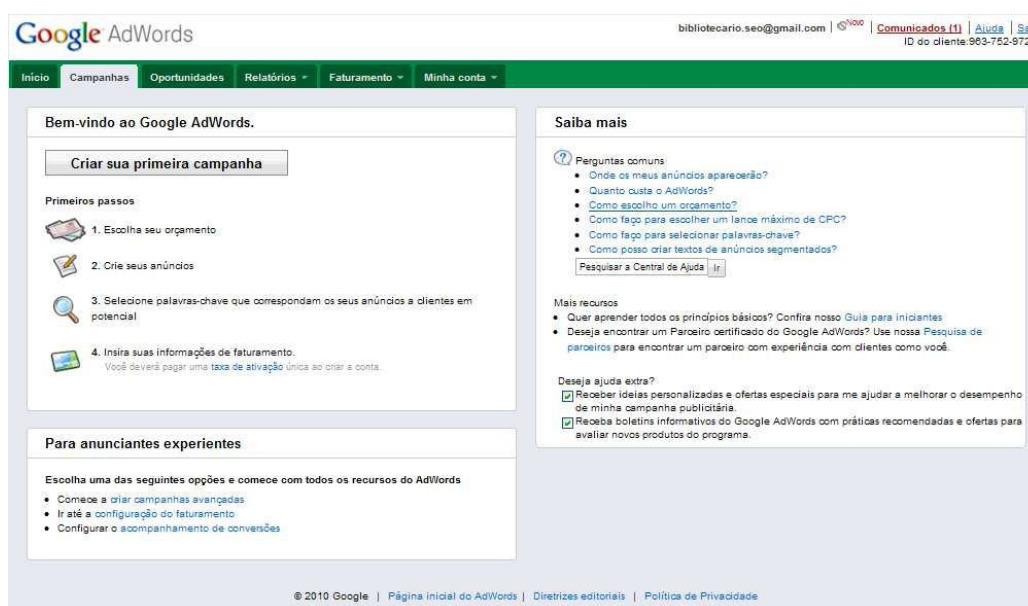 Google AdWords
bibliotecario.seo@gmail.com | Novo | Comunicados (1) | Ajuda | Sa
ID do cliente:963-752-972
Início Campanhas Oportunidades Relatórios Faturamento Minha conta
Bem-vindo ao Google AdWords.
Criar sua primeira campanha
Primeiros passos
1. Escolha seu orçamento
2. Crie seus anúncios
3. Selecione palavras-chave que correspondam os seus anúncios a clientes em
potencial
4. Insira suas informações de faturamento.
Você deverá pagar uma taxa de ativação única ao criar a conta.
Para anunciantes experientes
Escolha uma das seguintes opções e comece com todos os recursos do AdWords
• Comece a criar campanhas avançadas
• Ir até a configuração do faturamento
• Configurar o acompanhamento de conversões
Saiba mais
Perguntas comuns
• Onde os meus anúncios aparecerão?
• Quanto custa o AdWords?
• Como escolho um orçamento?
• Como faço para escolher um lance máximo de CPC?
• Como faço para selecionar palavras-chave?
• Como posso criar textos de anúncios segmentados?
Pesquisar a Central de Ajuda Ir
Mais recursos
• Quer aprender todos os princípios básicos? Confira nosso Guia para iniciantes
• Deseja encontrar um Parceiro certificado do Google AdWords? Use nossa Pesquisa de
parceiros para encontrar um parceiro com experiência com clientes como você.
Deseja ajuda extra?
Receber ideias personalizadas e ofertas especiais para me ajudar a melhorar o desempenho
de minha campanha publicitária.
Receba boletins informativos do Google AdWords com práticas recomendadas e ofertas para
avaliar novos produtos do programa.
© 2010 Google | Página inicial do AdWords | Diretrizes editoriais | Política de Privacidade